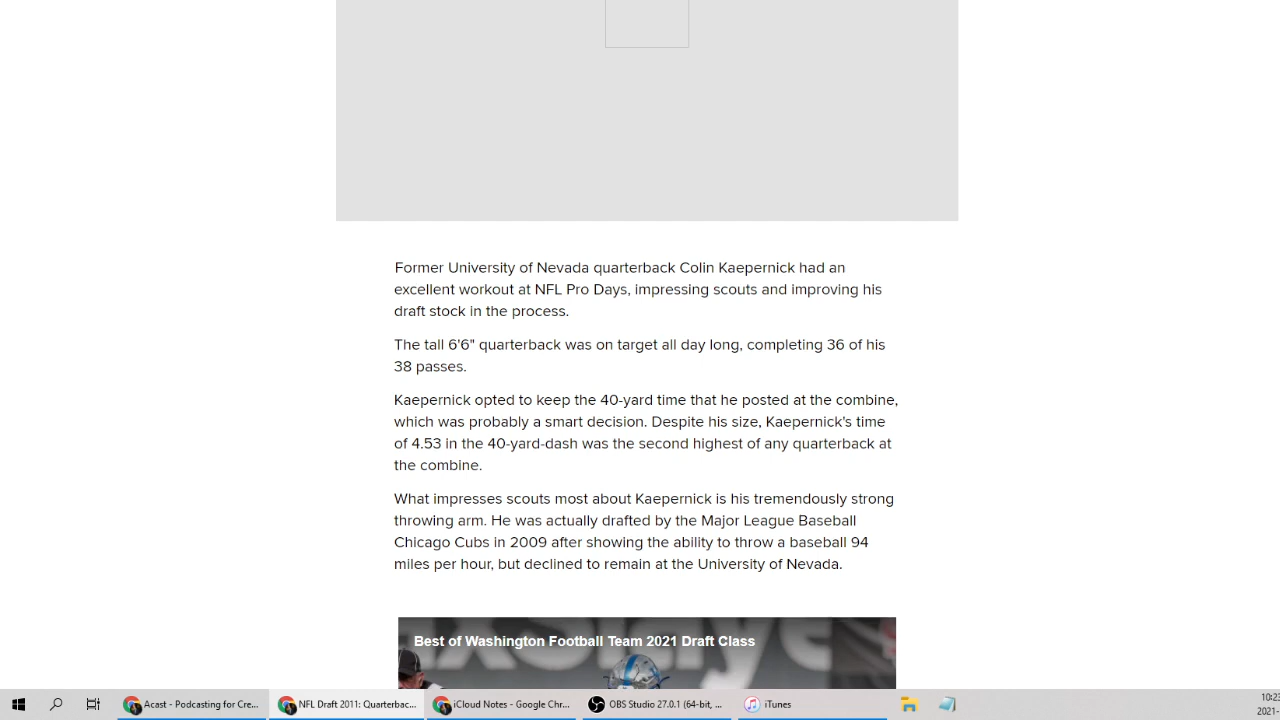 Former University of Nevada quarterback Colin Kaepernick had an
excellent workout at NFL Pro Days, impressing scouts and improving his
draft stock in the process.
The tall 6'6" quarterback was on target all day long, completing 36 of his
38 passes.
Kaepernick opted to keep the 40-yard time that he posted at the combine,
which was probably a smart decision. Despite his size, Kaepernick's time
of 4.53 in the 40-yard-dash was the second highest of any quarterback at
the combine.
What impresses scouts most about Kaepernick is his tremendously strong
throwing arm. He was actually drafted by the Major League Baseball
Chicago Cubs in 2009 after showing the ability to throw a baseball 94
miles per hour, but declined to remain at the University of Nevada.
Best of Washington Football Team 2021 Draft Class
Acast - Podcasting for Cre... NFL Draft 2011: Quarterbac... iCloud Notes - Google Chr... OBS Studio 27.0.1 (64-bit, ... iTunes
10:23
2021-